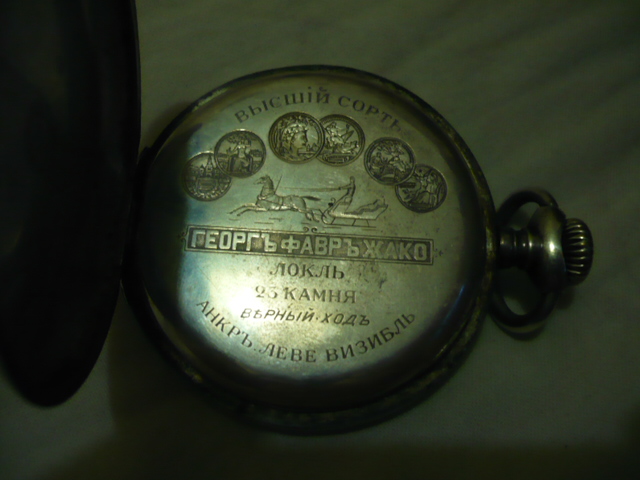 ВЫСШІЙ СОРТЪ
ГЕОРГЪ·ФАВРЪ·ЖАКО
ЛОКЛЬ
23 КАМНЯ
ВѢРНЫЙ·ХОДЪ
АНКРЪ ЛЕВЕ ВИЗИБЛЬ